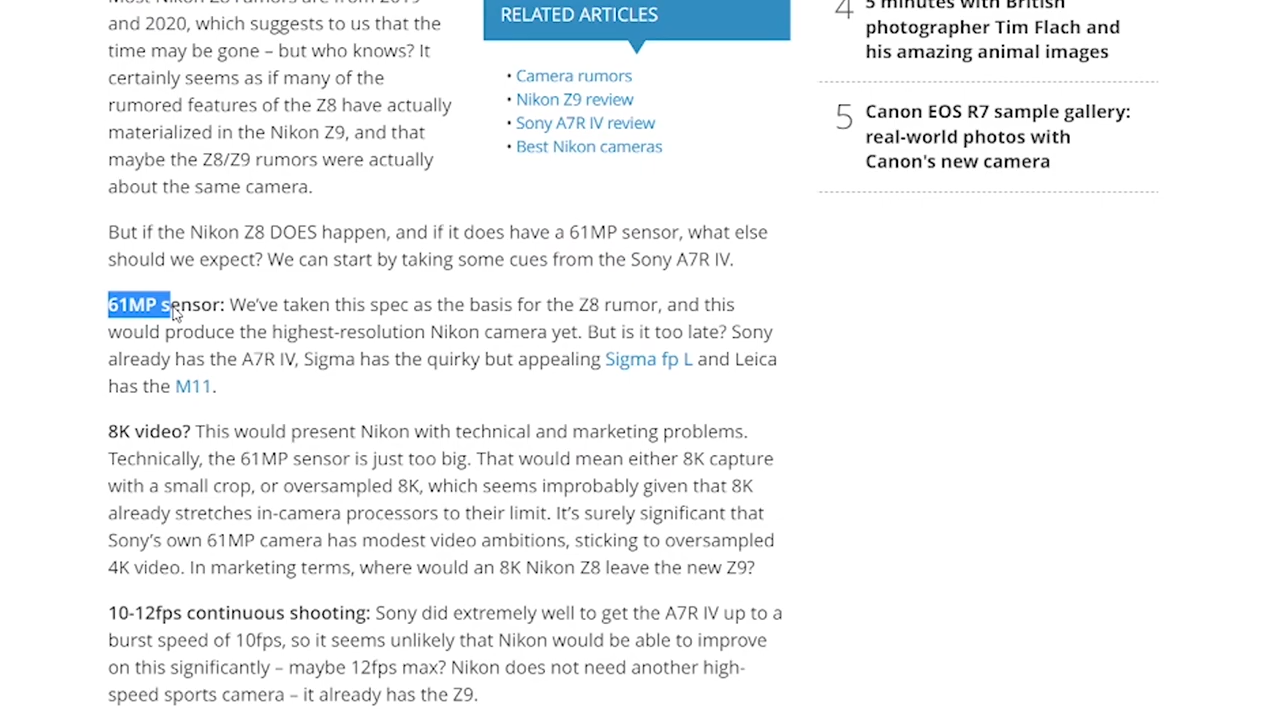 Most Nikon Z8 rumors are from 2019
and 2020, which suggests to us that the
time may be gone – but who knows? It
certainly seems as if many of the
rumored features of the Z8 have actually
materialized in the Nikon Z9, and that
maybe the Z8/Z9 rumors were actually
about the same camera.
RELATED ARTICLES
• Camera rumors
• Nikon Z9 review
• Sony A7R IV review
• Best Nikon cameras
But if the Nikon Z8 DOES happen, and if it does have a 61MP sensor, what else
should we expect? We can start by taking some cues from the Sony A7R IV.
61MP sensor: We’ve taken this spec as the basis for the Z8 rumor, and this
would produce the highest-resolution Nikon camera yet. But is it too late? Sony
already has the A7R IV, Sigma has the quirky but appealing Sigma fp L and Leica
has the M11.
8K video? This would present Nikon with technical and marketing problems.
Technically, the 61MP sensor is just too big. That would mean either 8K capture
with a small crop, or oversampled 8K, which seems improbably given that 8K
already stretches in-camera processors to their limit. It’s surely significant that
Sony’s own 61MP camera has modest video ambitions, sticking to oversampled
4K video. In marketing terms, where would an 8K Nikon Z8 leave the new Z9?
10-12fps continuous shooting: Sony did extremely well to get the A7R IV up to a
burst speed of 10fps, so it seems unlikely that Nikon would be able to improve
on this significantly – maybe 12fps max? Nikon does not need another high-
speed sports camera – it already has the Z9.
4 5 minutes with British
photographer Tim Flach and
his amazing animal images
5 Canon EOS R7 sample gallery:
real-world photos with
Canon's new camera